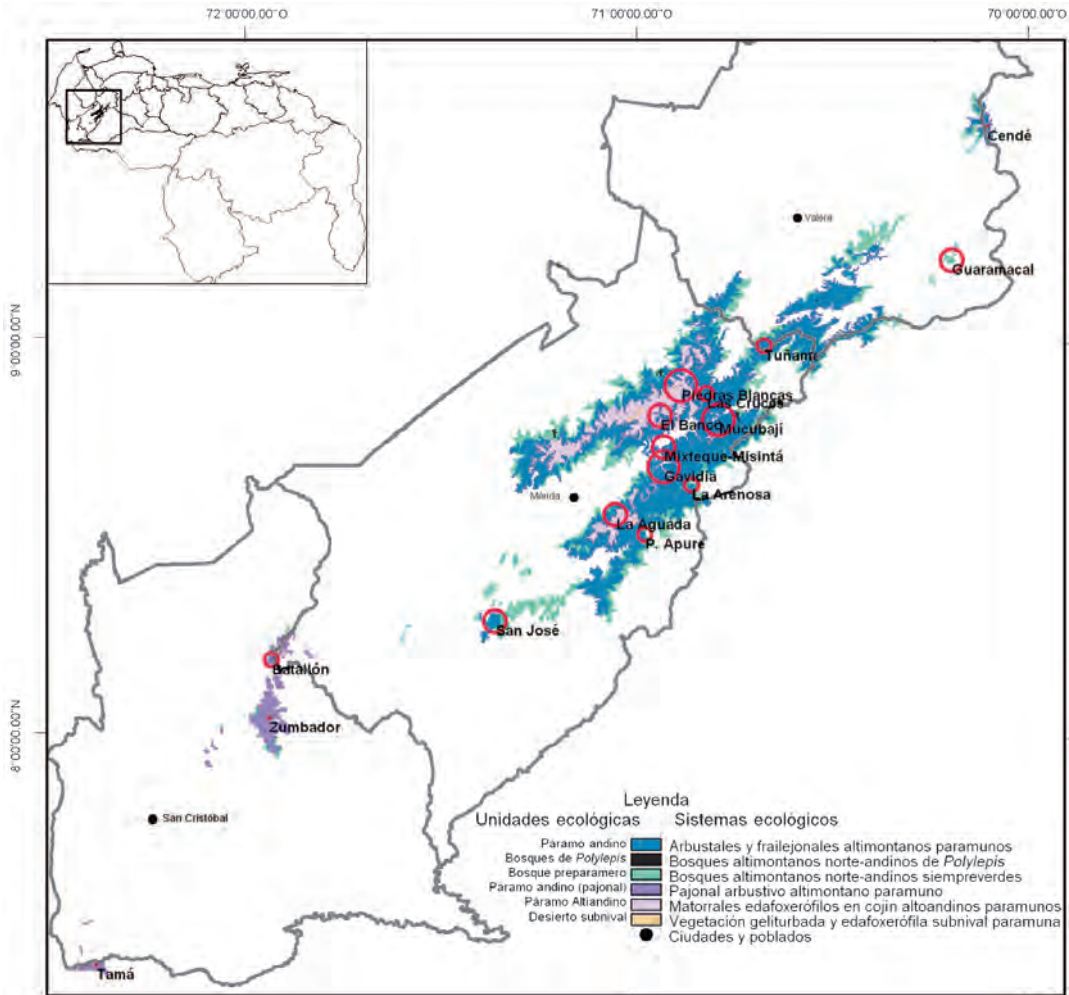 72°00'00.00"O
71°00'00.00"O
70°00'00.00"O
Cendé
Valera
Guaramacal
9°00'00.00"N
Tuñame
Piedras Blancas
Las Cruces
El Banco
Mucubají
Mixteque-Misintá
Gavidia
La Arenosa
Mérida
La Aguada
P. Apure
San José
Batallón
8°00'00.00"N
Zumbador
San Cristóbal
Tamá
Leyenda
Unidades ecológicas Sistemas ecológicos
Páramo andino Arbustales y frailejonales altimontanos paramunos
Bosques de Polylepis Bosques altimontanos norte-andinos de Polylepis
Bosque preparamero Bosques altimontanos norte-andinos siempreverdes
Páramo andino (pajonal) Pajonal arbustivo altimontano paramuno
Páramo Altiandino Matorrales edafoxerófilos en cojin altoandinos paramunos
Desierto subnival Vegetación geliturbada y edafoxerófila subnival paramuna
Ciudades y poblados